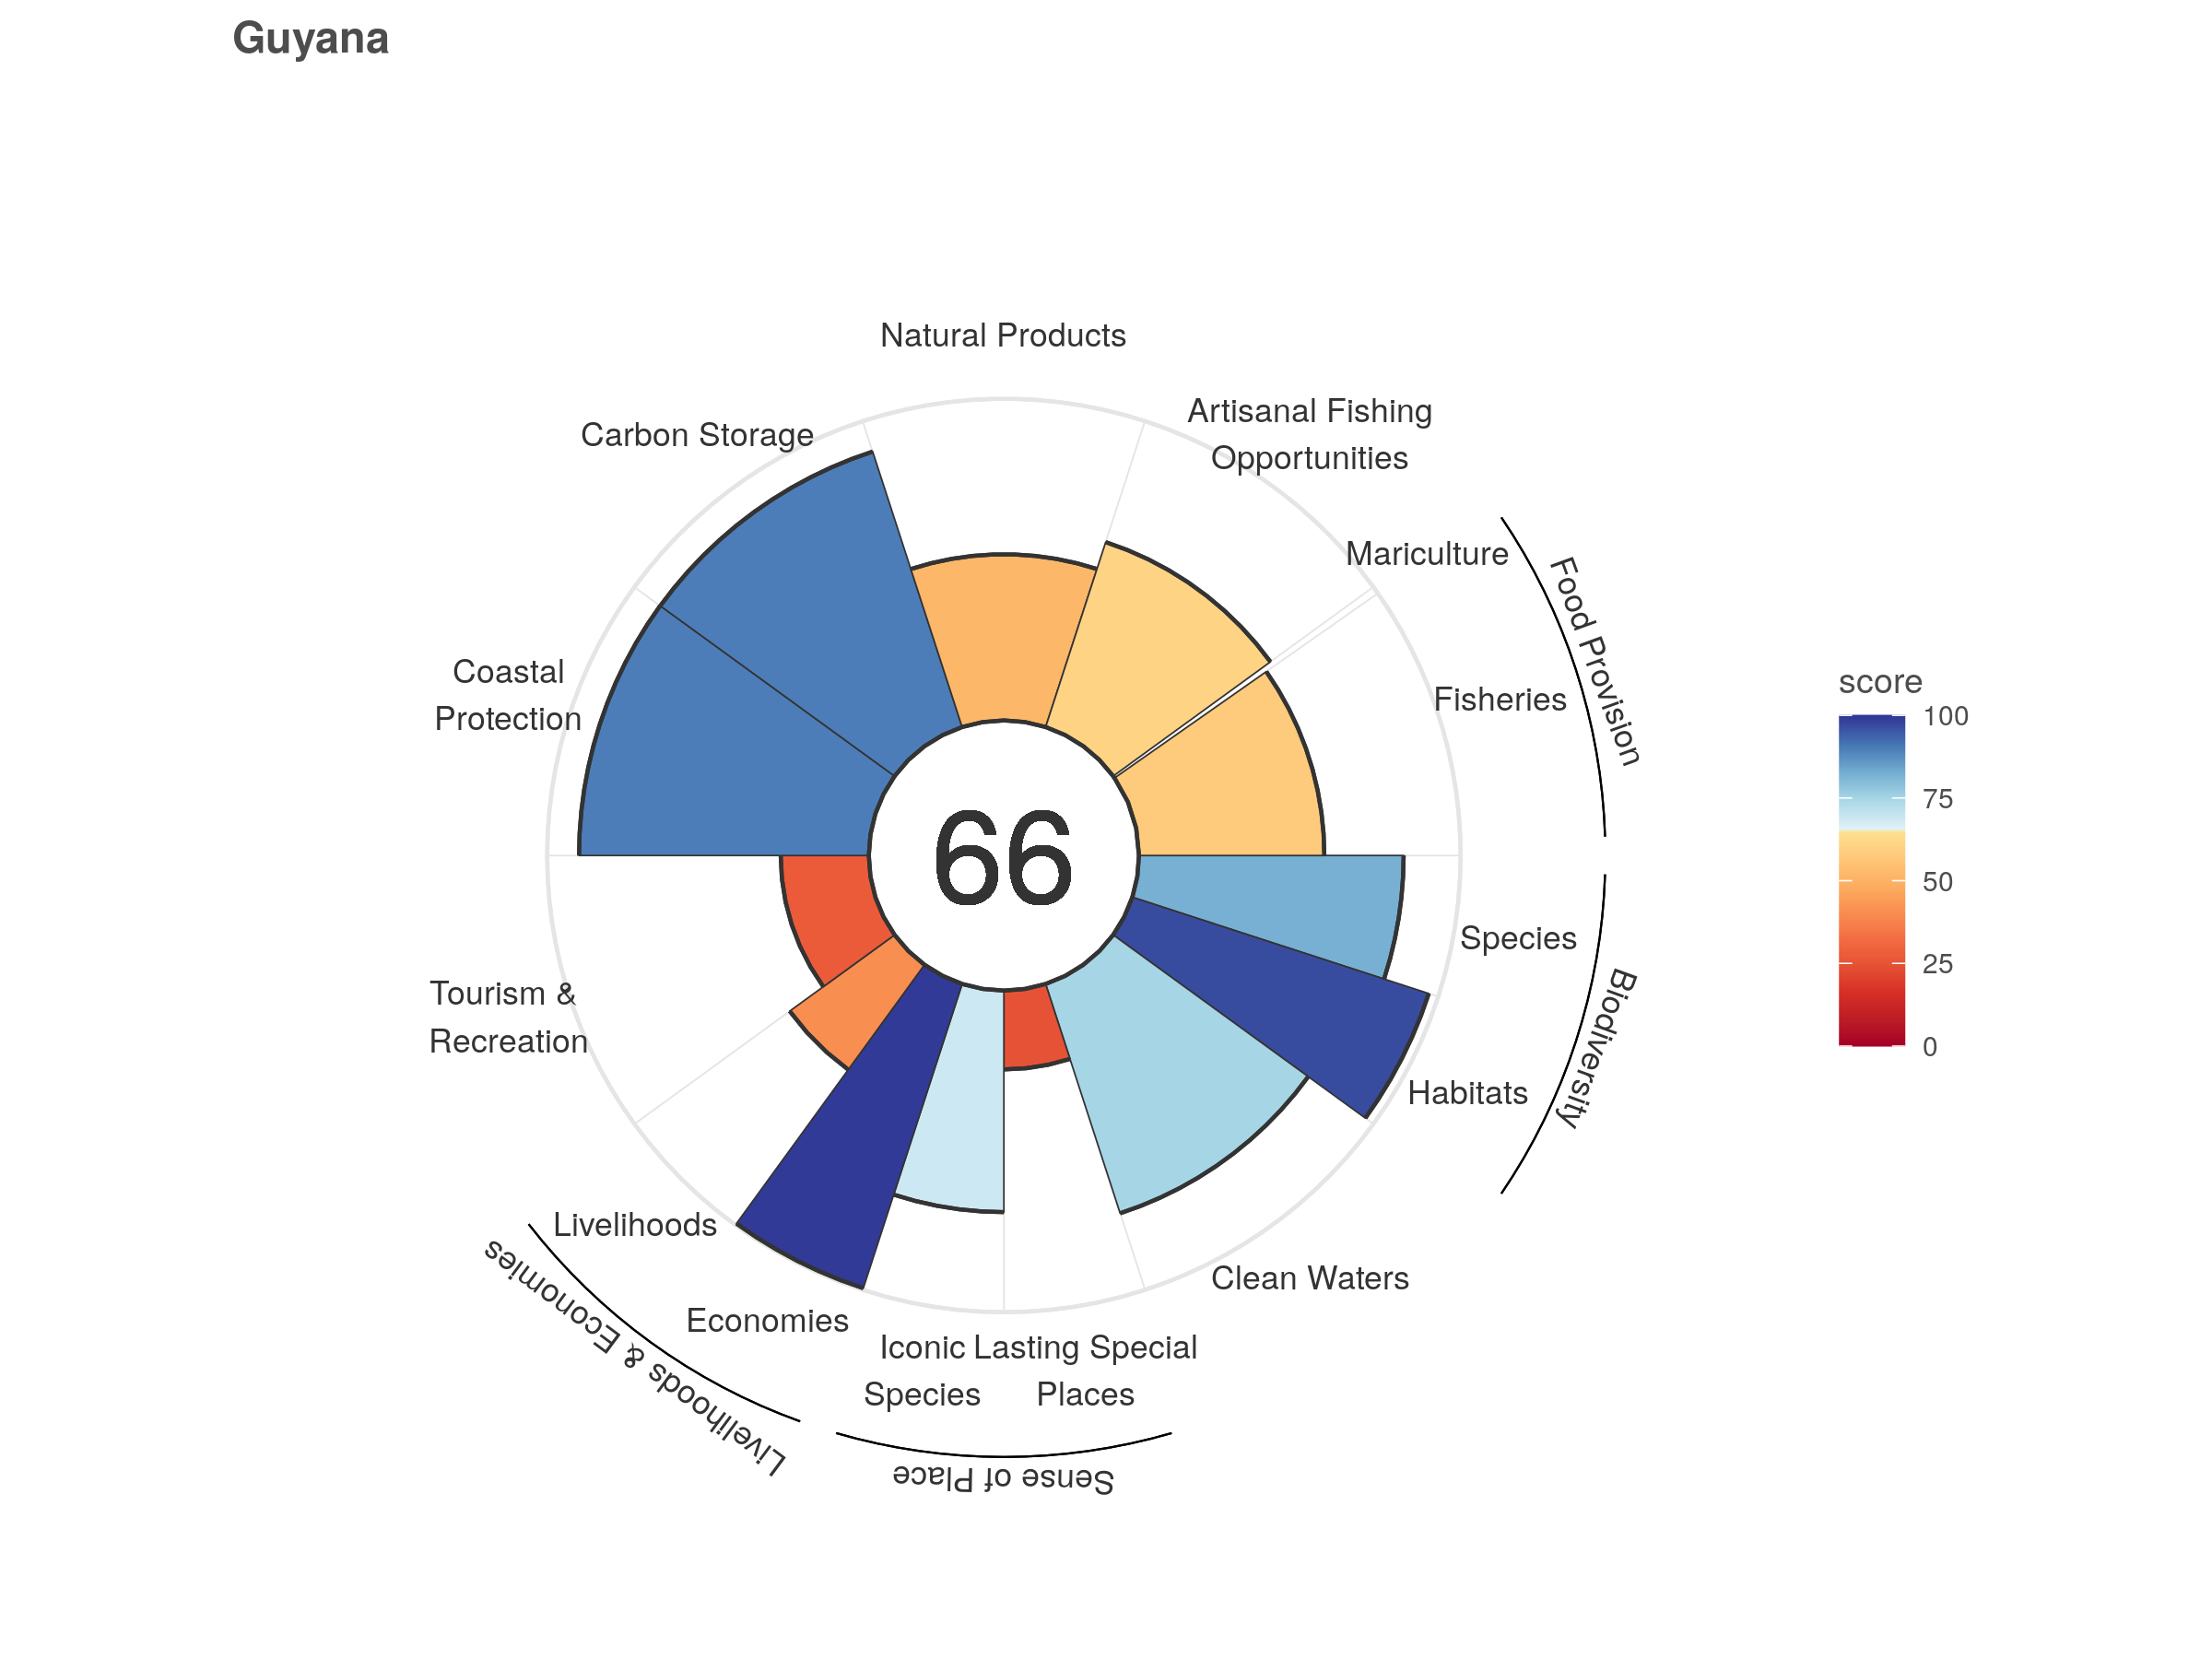 Guyana
Natural Products
Artisanal Fishing
Opportunities
Carbon Storage
Mariculture
Food Provision
Coastal
Protection
Fisheries
score
100
75
50
25
0
66
Species
Biodiversity
Tourism &
Recreation
Habitats
Livelihoods
Clean Waters
Economies
Livelihoods & Economies
Iconic
Species
Lasting Special
Places
Sense of Place